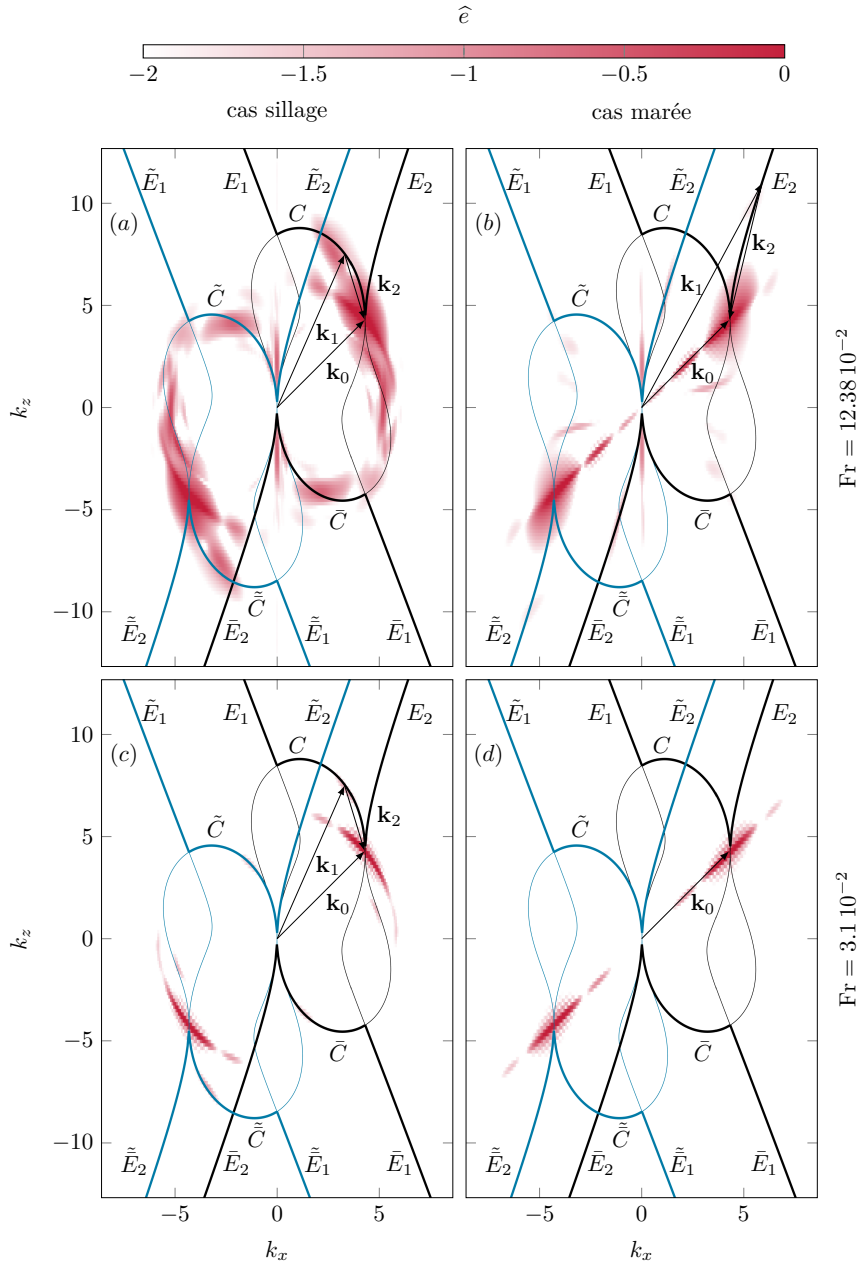 ê
−2 −1.5 −1 −0.5 0
cas sillage cas marée
Ẽ₁ E₁ Ẽ₂ E₂ Ẽ₁ E₁ Ẽ₂ E₂
(a) C (b) C
10
C̃ k₂ C̃ k₁ k₂
5
k₁
k₀ k₀
k_z 0 Fr = 12.38 10⁻²
−5
C̄ C̄
C̄̃ C̄̃
−10
Ē̃₂ Ē₂ Ē̃₁ Ē₁ Ē̃₂ Ē₂ Ē̃₁ Ē₁
Ẽ₁ E₁ Ẽ₂ E₂ Ẽ₁ E₁ Ẽ₂ E₂
10
(c) C (d) C
C̃ k₂ C̃
5
k₁
k₀ k₀
k_z 0 Fr = 3.1 10⁻²
−5
C̄ C̄
C̄̃ C̄̃
−10
Ē̃₂ Ē₂ Ē̃₁ Ē₁ Ē̃₂ Ē₂ Ē̃₁ Ē₁
−5 0 5 −5 0 5
k_x k_x